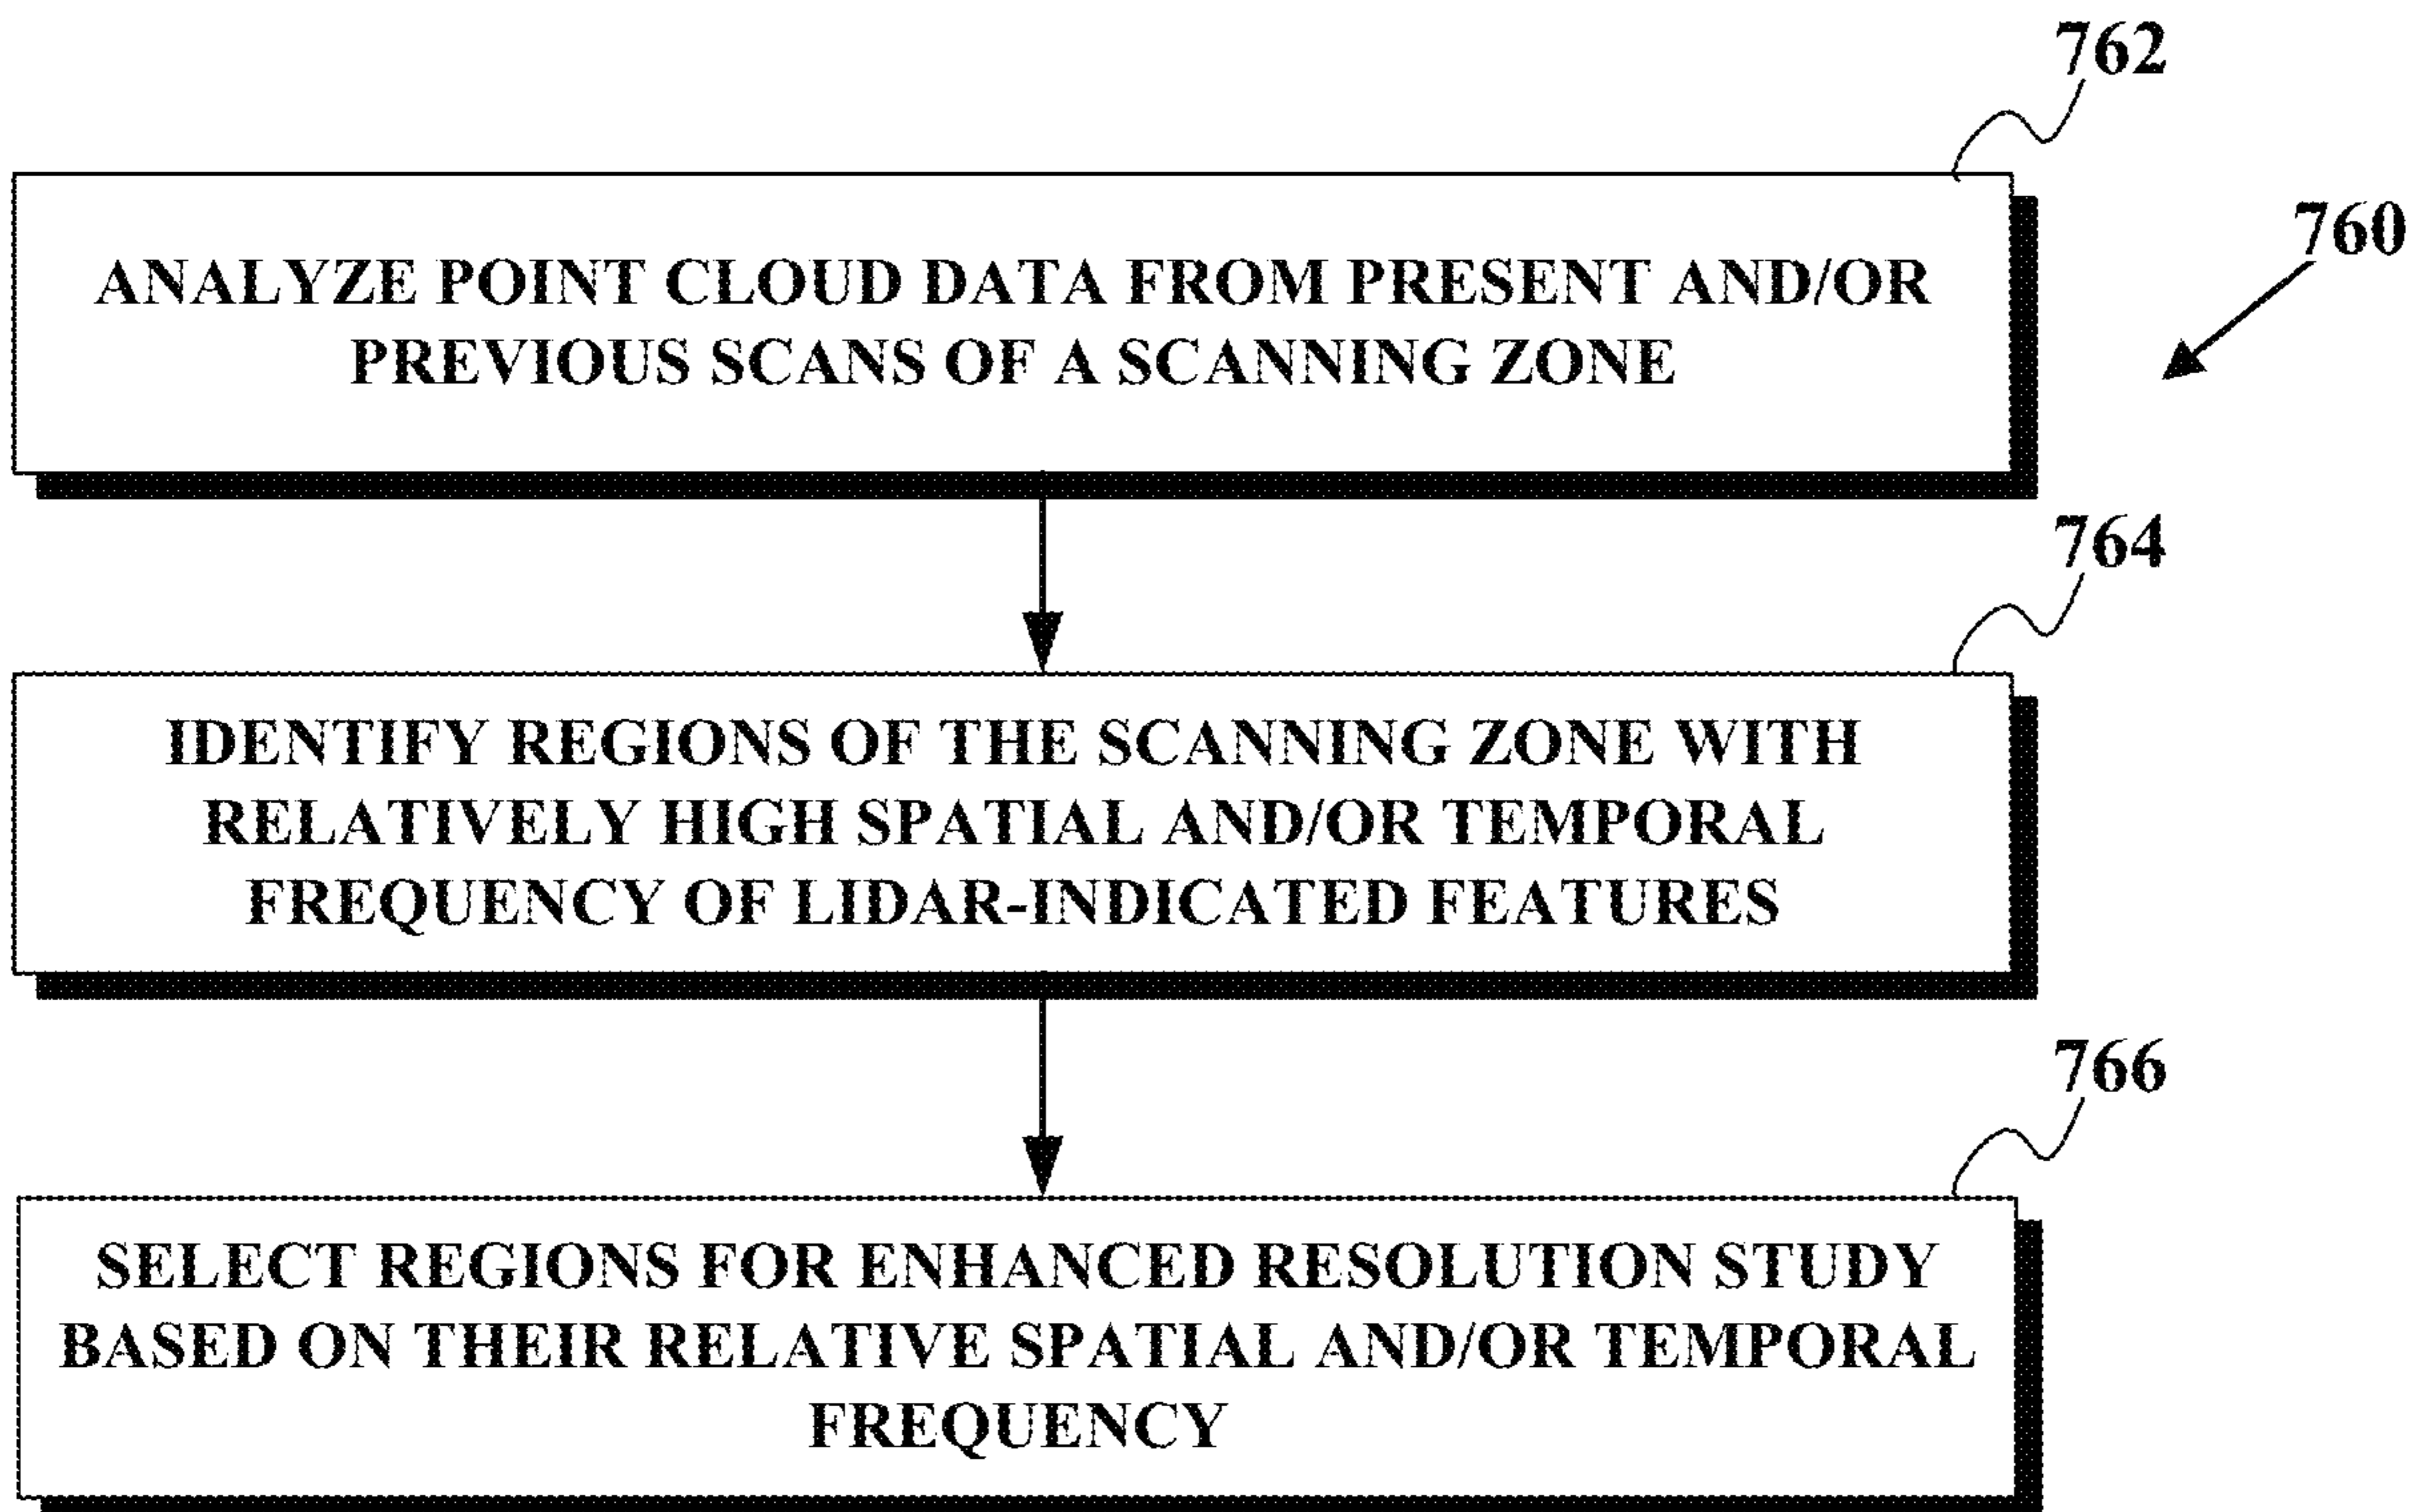 762
760
ANALYZE POINT CLOUD DATA FROM PRESENT AND/OR
PREVIOUS SCANS OF A SCANNING ZONE
764
IDENTIFY REGIONS OF THE SCANNING ZONE WITH
RELATIVELY HIGH SPATIAL AND/OR TEMPORAL
FREQUENCY OF LIDAR-INDICATED FEATURES
766
SELECT REGIONS FOR ENHANCED RESOLUTION STUDY
BASED ON THEIR RELATIVE SPATIAL AND/OR TEMPORAL
FREQUENCY